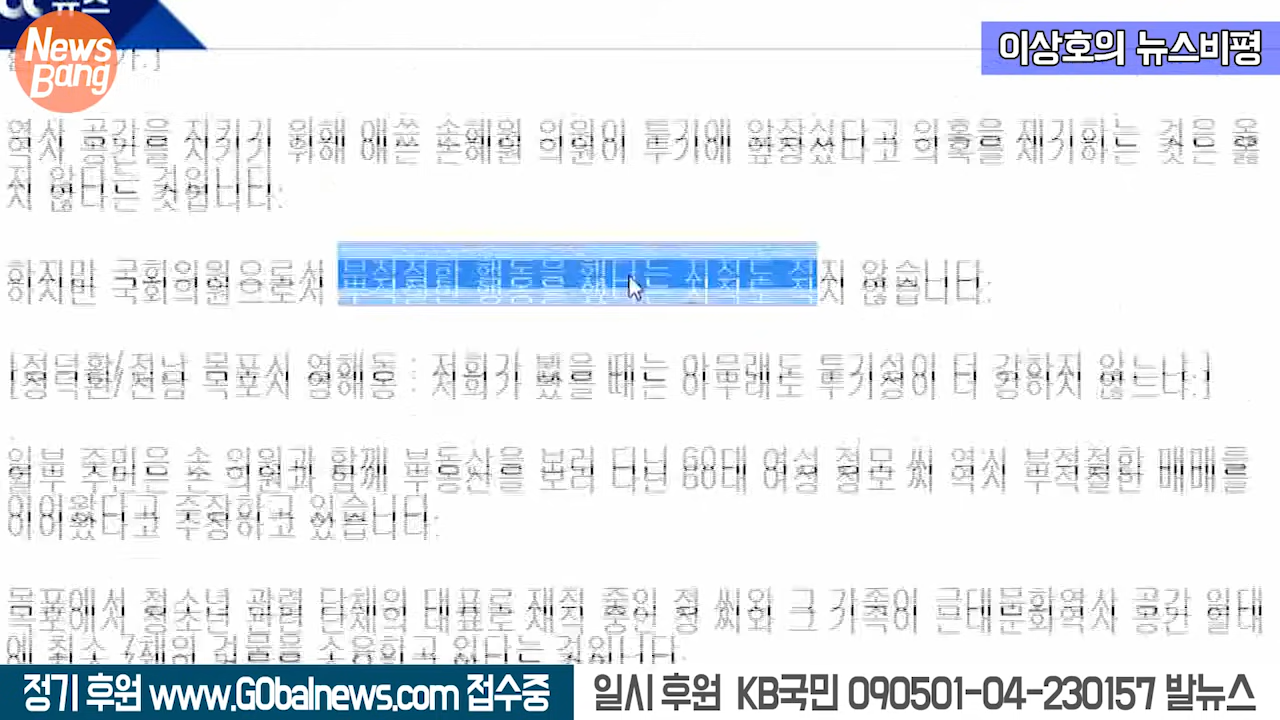 뉴스
News
Bang
이상호의 뉴스비평
역사 공간을 지키기 위해 애쓴 손혜원 의원이 투기에 앞장섰다고 의혹을 제기하는 것은 옳
지 않다는 것입니다.
하지만 국회의원으로서 부적절한 행동을 했다는 지적도 적지 않습니다.
[정덕환/전남 목포시 영해동 : 저희가 봤을 때는 아무래도 투기성이 더 강하지 않느냐.]
일부 주민은 손 의원과 함께 부동산을 보러 다닌 60대 여성 정모 씨 역시 부적절한 매매를
이어왔다고 주장하고 있습니다.
목포에서 청소년 관련 단체의 대표로 재직 중인 정 씨와 그 가족이 근대문화역사 공간 일대
에 최소 7채의 건물을 소유하고 있다는 것입니다.
정기 후원 www.GObalnews.com 접수중
일시 후원 KB국민 090501-04-230157 발뉴스